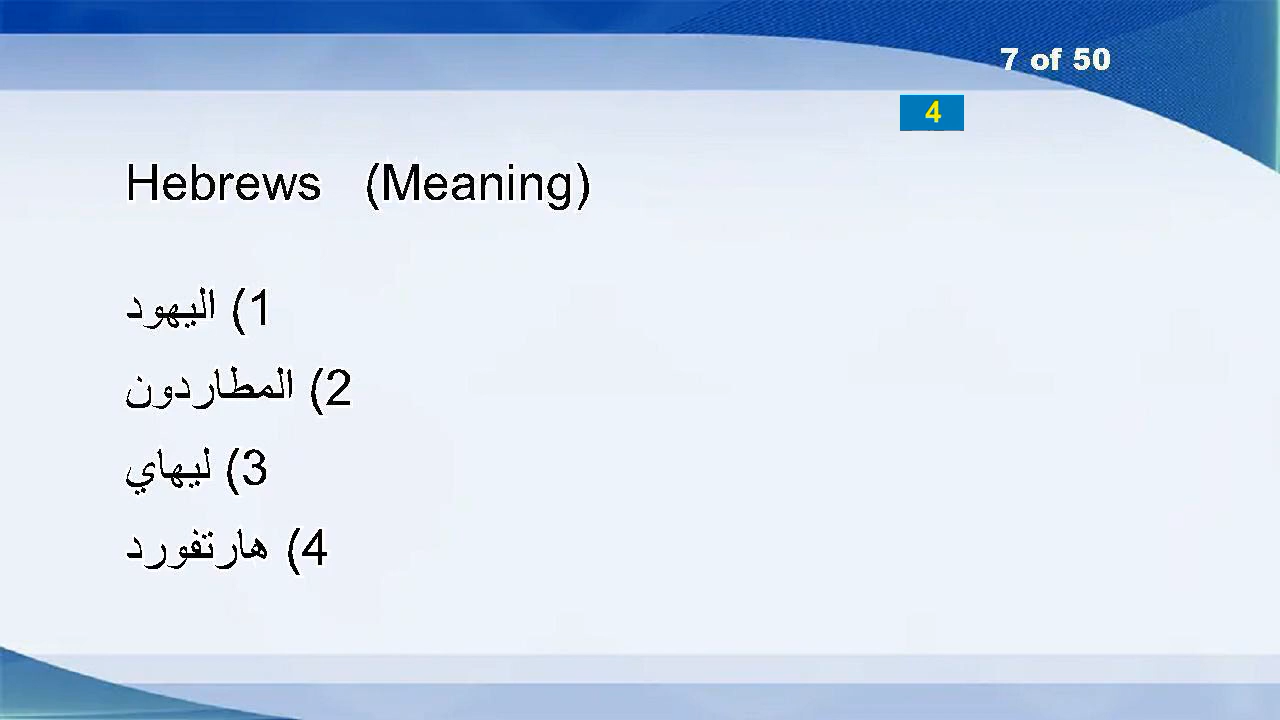 7 of 50
4
Hebrews (Meaning)
1) اليهود
2) المطاردون
3) ليهاي
4) هارتفورد